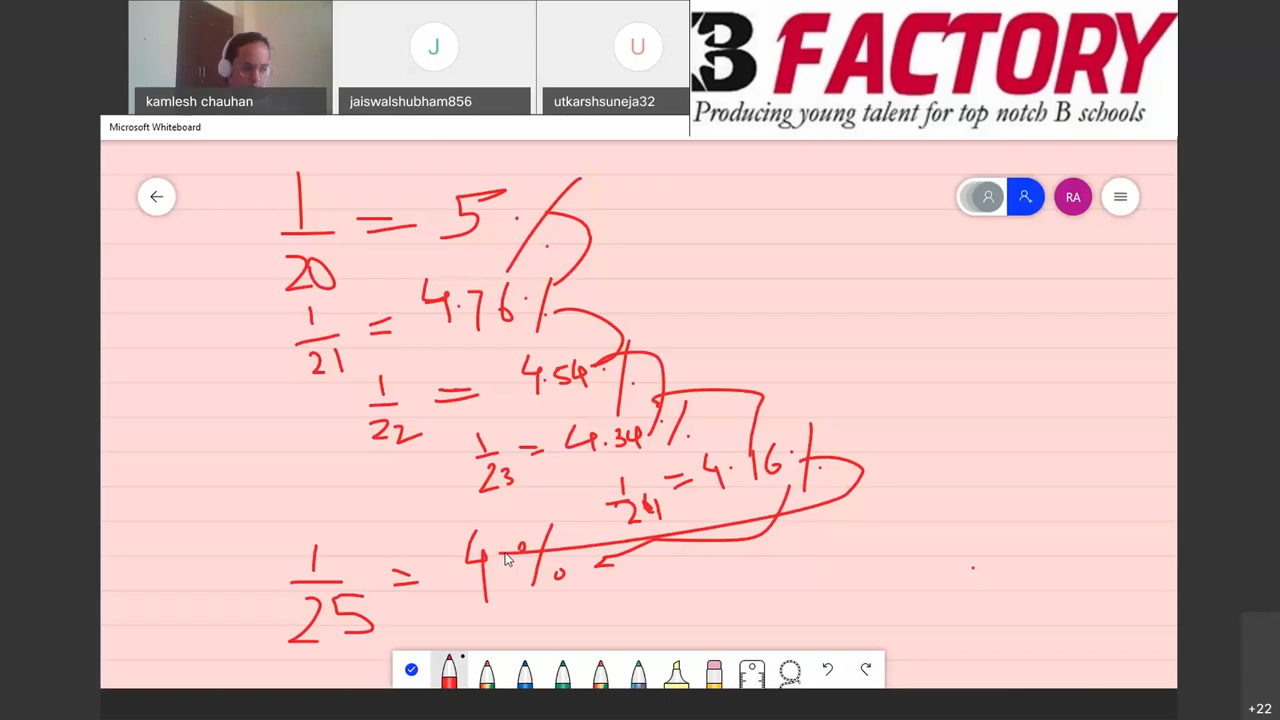 kamlesh chauhan
J
jaiswalshubham856
U
utkarshsuneja32
B FACTORY
Producing young talent for top notch B schools
Microsoft Whiteboard
RA
1/20 = 5%
1/21 = 4.76%
1/22 = 4.54%
1/23 = 4.34%
1/24 = 4.16%
1/25 = 4%
+22